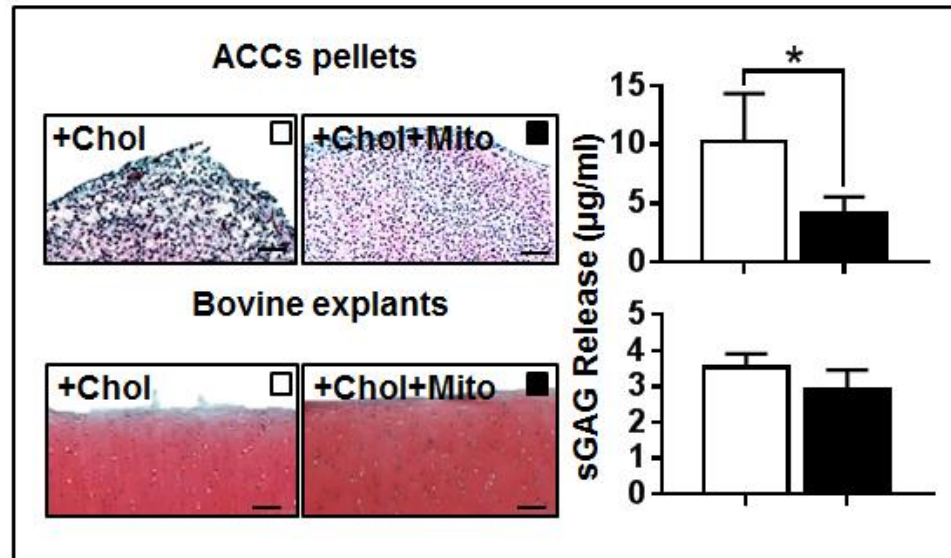 ACCs pellets
+Chol
+Chol+Mito
Bovine explants
+Chol
+Chol+Mito
sGAG Release (µg/ml)
*
15
10
5
0
5
4
3
2
1
0